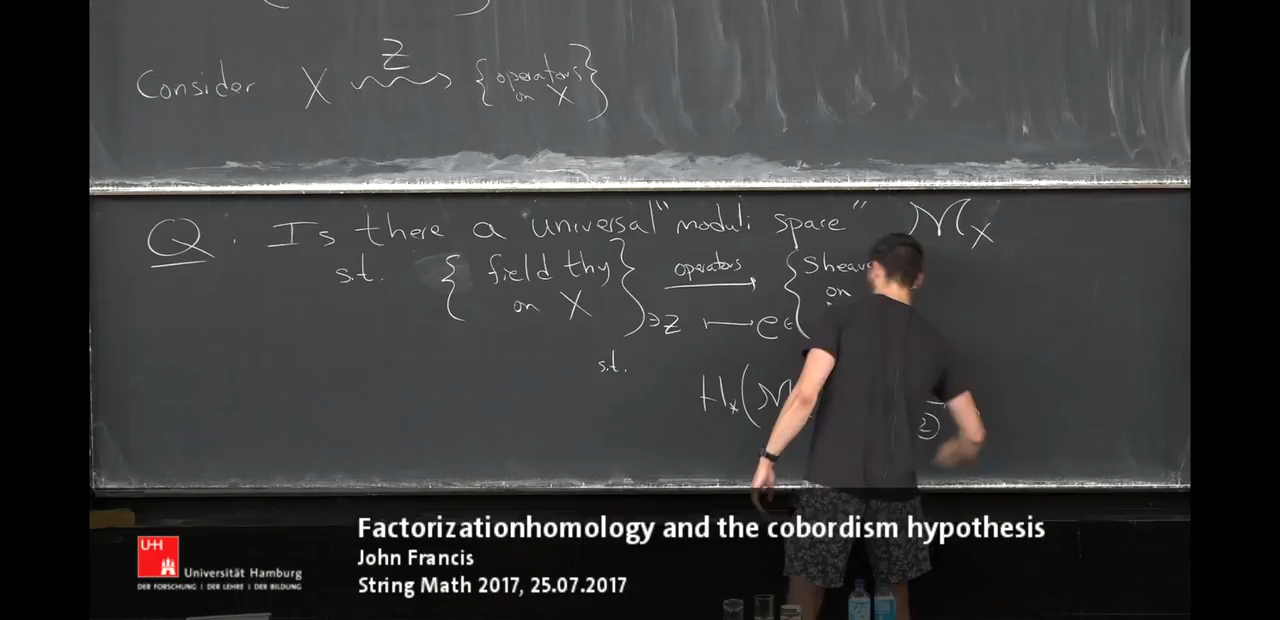 Z
Consider X ⟿ {operators on X}
Q. Is there a "universal "moduli space" M_X
s.t. { field thy on X } ∋ Z operators → { Sheav on
Z ⟼ C ∈
s.t.
H_*(M
Factorizationhomology and the cobordism hypothesis
John Francis
String Math 2017, 25.07.2017
UH
Universität Hamburg
DER FORSCHUNG | DER LEHRE | DER BILDUNG